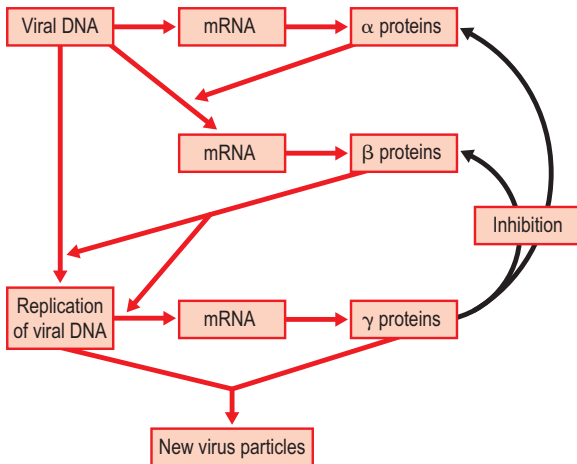 Viral DNA
mRNA
α proteins
mRNA
β proteins
Inhibition
Replication
of viral DNA
mRNA
γ proteins
New virus particles